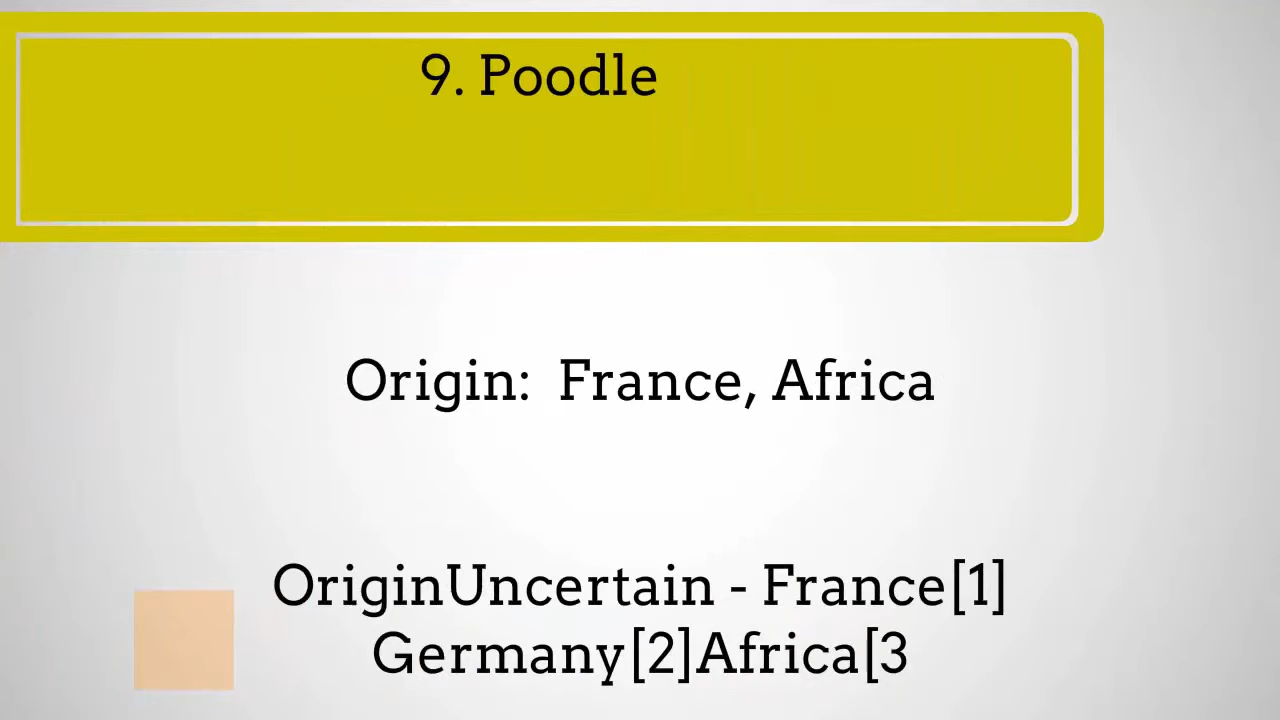 9. Poodle
Origin:  France, Africa
OriginUncertain - France[1]
Germany[2]Africa[3